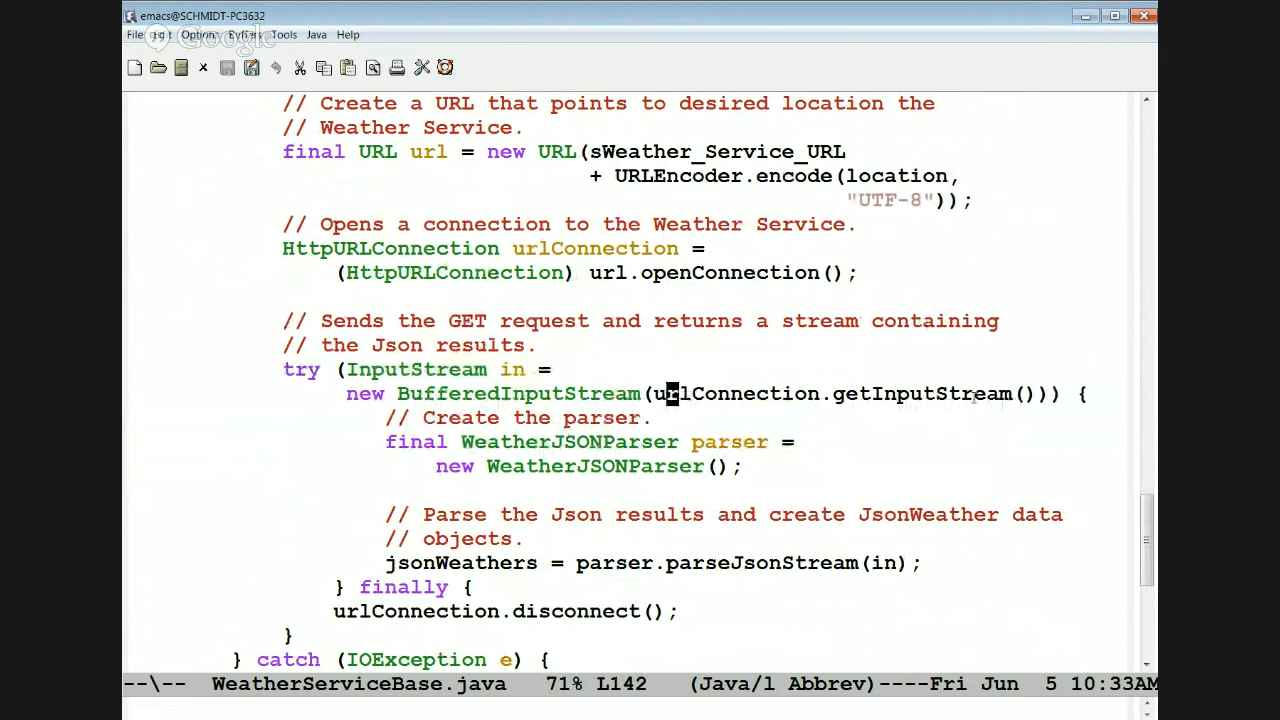 emacs@SCHMIDT-PC3632
File Edit Options Buffers Tools Java Help
Google
// Create a URL that points to desired location the
// Weather Service.
final URL url = new URL(sWeather_Service_URL
+ URLEncoder.encode(location,
"UTF-8"));
// Opens a connection to the Weather Service.
HttpURLConnection urlConnection =
(HttpURLConnection) url.openConnection();
// Sends the GET request and returns a stream containing
// the Json results.
try (InputStream in =
new BufferedInputStream(urlConnection.getInputStream())) {
// Create the parser.
final WeatherJSONParser parser =
new WeatherJSONParser();
// Parse the Json results and create JsonWeather data
// objects.
jsonWeathers = parser.parseJsonStream(in);
} finally {
urlConnection.disconnect();
}
} catch (IOException e) {
--\-- WeatherServiceBase.java 71% L142 (Java/l Abbrev)----Fri Jun 5 10:33AM